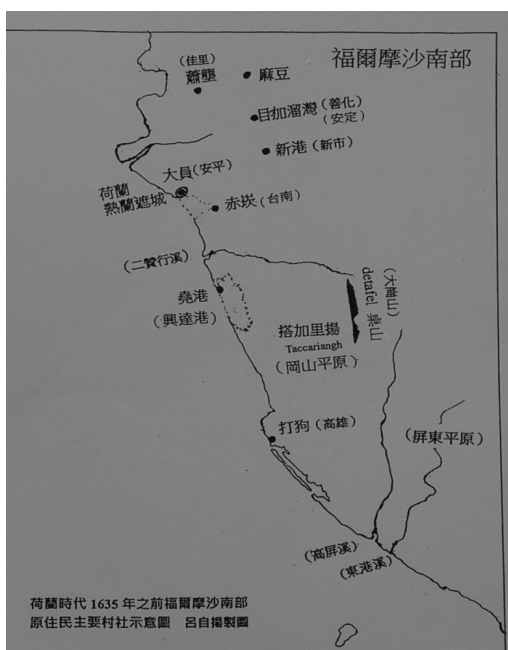 福爾摩沙南部
(佳里)
蕭壟
麻豆
目加溜灣(善化)
(安定)
新港(新市)
大員(安平)
荷蘭
熱蘭遮城
赤崁(台南)
(二贊行溪)
堯港
(興達港)
(大崗山)
detafel 桌山
搭加里揚
Taccariangh
(岡山平原)
打狗(高雄)
(屏東平原)
(高屏溪)
(東港溪)
荷蘭時代1635年之前福爾摩沙南部
原住民主要村社示意圖 呂自揚製圖